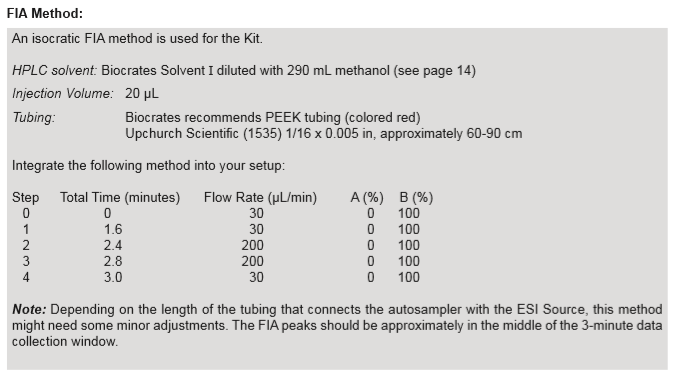 FIA Method:
An isocratic FIA method is used for the Kit.
HPLC solvent: Biocrates Solvent I diluted with 290 mL methanol (see page 14)
Injection Volume: 20 µL
Tubing: Biocrates recommends PEEK tubing (colored red)
Upchurch Scientific (1535) 1/16 x 0.005 in, approximately 60-90 cm
Integrate the following method into your setup:
Step Total Time (minutes) Flow Rate (µL/min) A (%) B (%)
0 0 30 0 100
1 1.6 30 0 100
2 2.4 200 0 100
3 2.8 200 0 100
4 3.0 30 0 100
Note: Depending on the length of the tubing that connects the autosampler with the ESI Source, this method
might need some minor adjustments. The FIA peaks should be approximately in the middle of the 3-minute data
collection window.